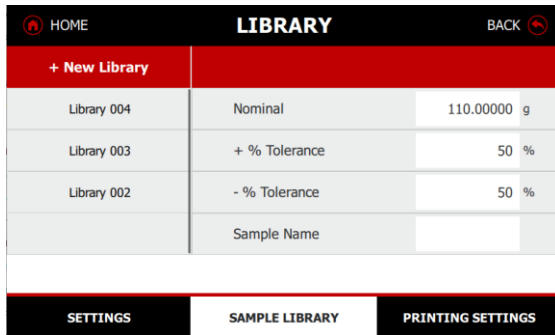 HOME LIBRARY BACK
+ New Library
Library 004 Nominal 110.00000 g
Library 003 + % Tolerance 50 %
Library 002 - % Tolerance 50 %
Sample Name
SETTINGS SAMPLE LIBRARY PRINTING SETTINGS